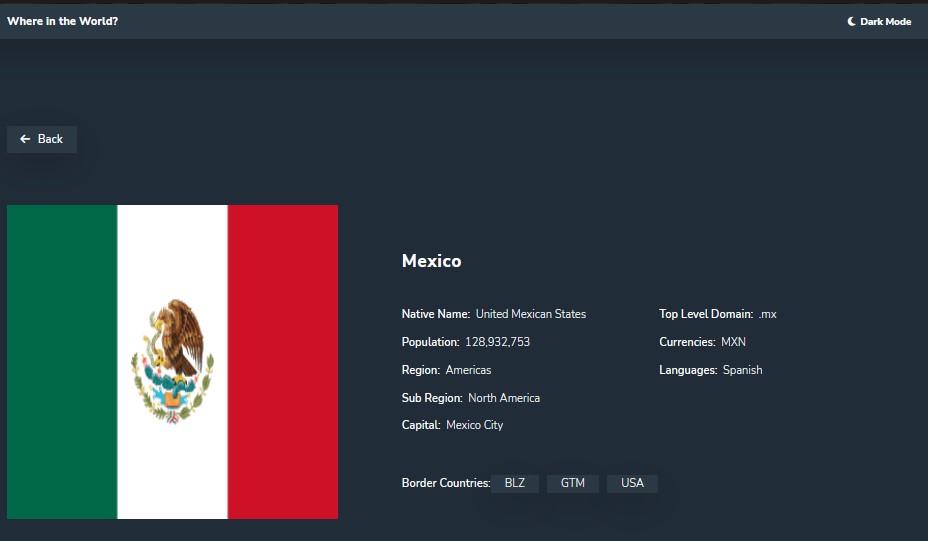 Where in the World?
Dark Mode
Back
Mexico
Native Name: United Mexican States
Population: 128,932,753
Region: Americas
Sub Region: North America
Capital: Mexico City
Top Level Domain: .mx
Currencies: MXN
Languages: Spanish
Border Countries: BLZ GTM USA